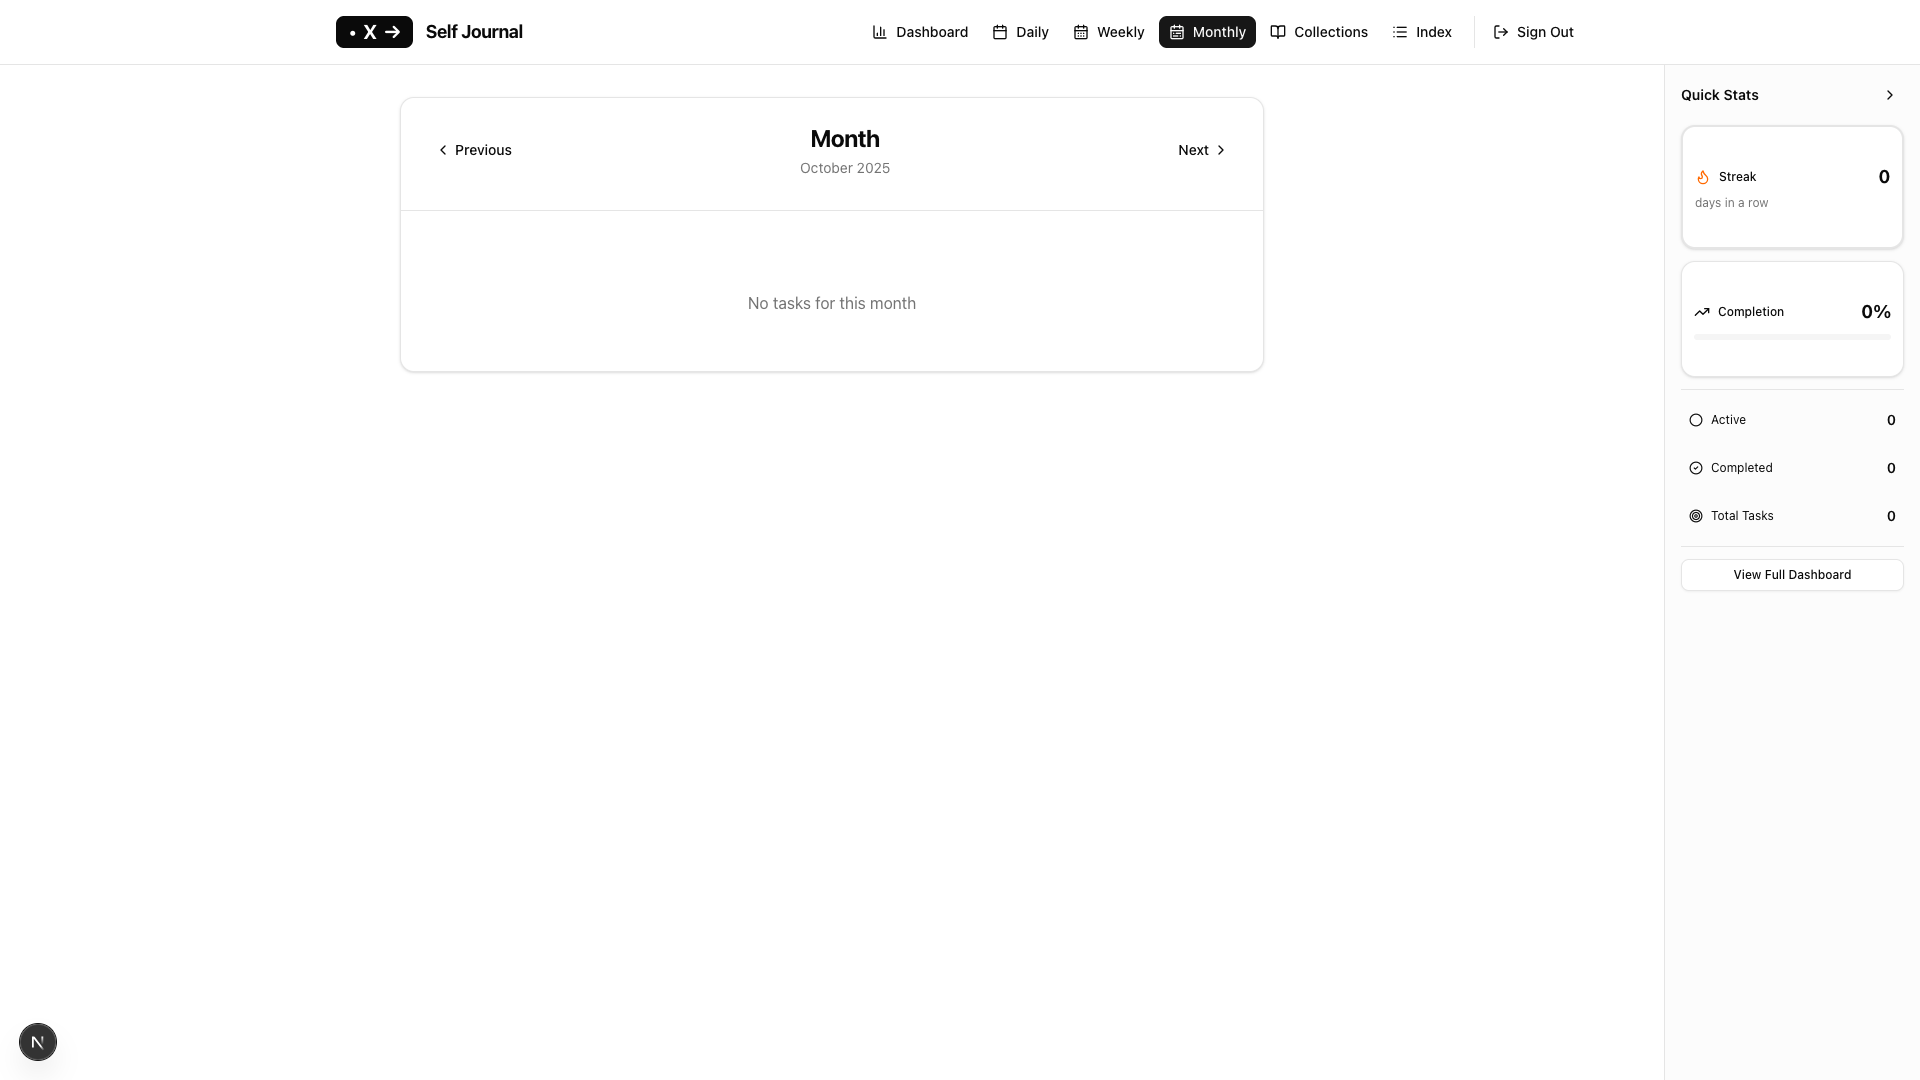 • X → Self Journal
Dashboard
Daily
Weekly
Monthly
Collections
Index
Sign Out
Previous
Month
October 2025
Next
No tasks for this month
Quick Stats
Streak 0
days in a row
Completion 0%
Active 0
Completed 0
Total Tasks 0
View Full Dashboard
N